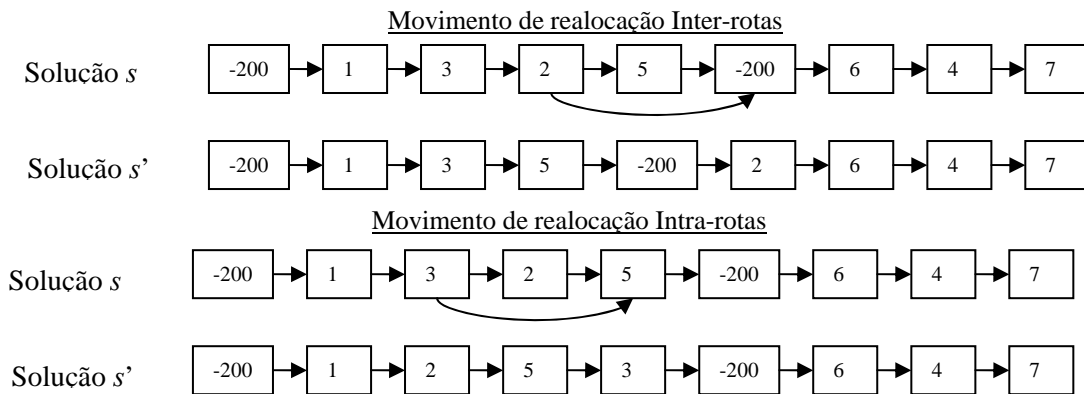 Movimento de realocação Inter-rotas
Solução s -200 1 3 2 5 -200 6 4 7
Solução s’ -200 1 3 5 -200 2 6 4 7
Movimento de realocação Intra-rotas
Solução s -200 1 3 2 5 -200 6 4 7
Solução s’ -200 1 2 5 3 -200 6 4 7